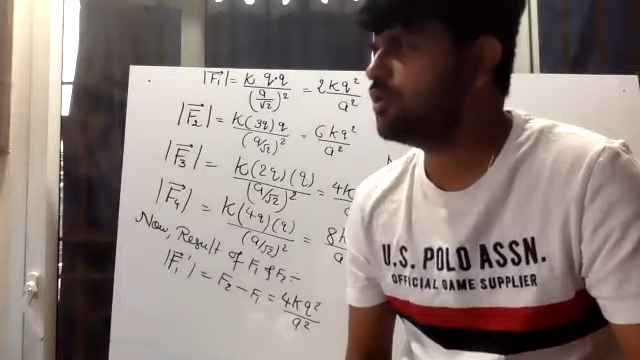 |F₁→| = K q·q / (a/√2)² = 2Kq² / a²
|F₂→| = K(3q)q / (a/√2)² = 6Kq² / a²
|F₃→| = K(2q)(q) / (a/√2)² = 4K
|F₄→| = K(4q)(q) / (a/√2)² = 8K
Now, Result of F₁ & F₂ :-
|F₁'| = F₂ - F₁ = 4Kq² / a²
U.S. POLO ASSN.
OFFICIAL GAME SUPPLIER